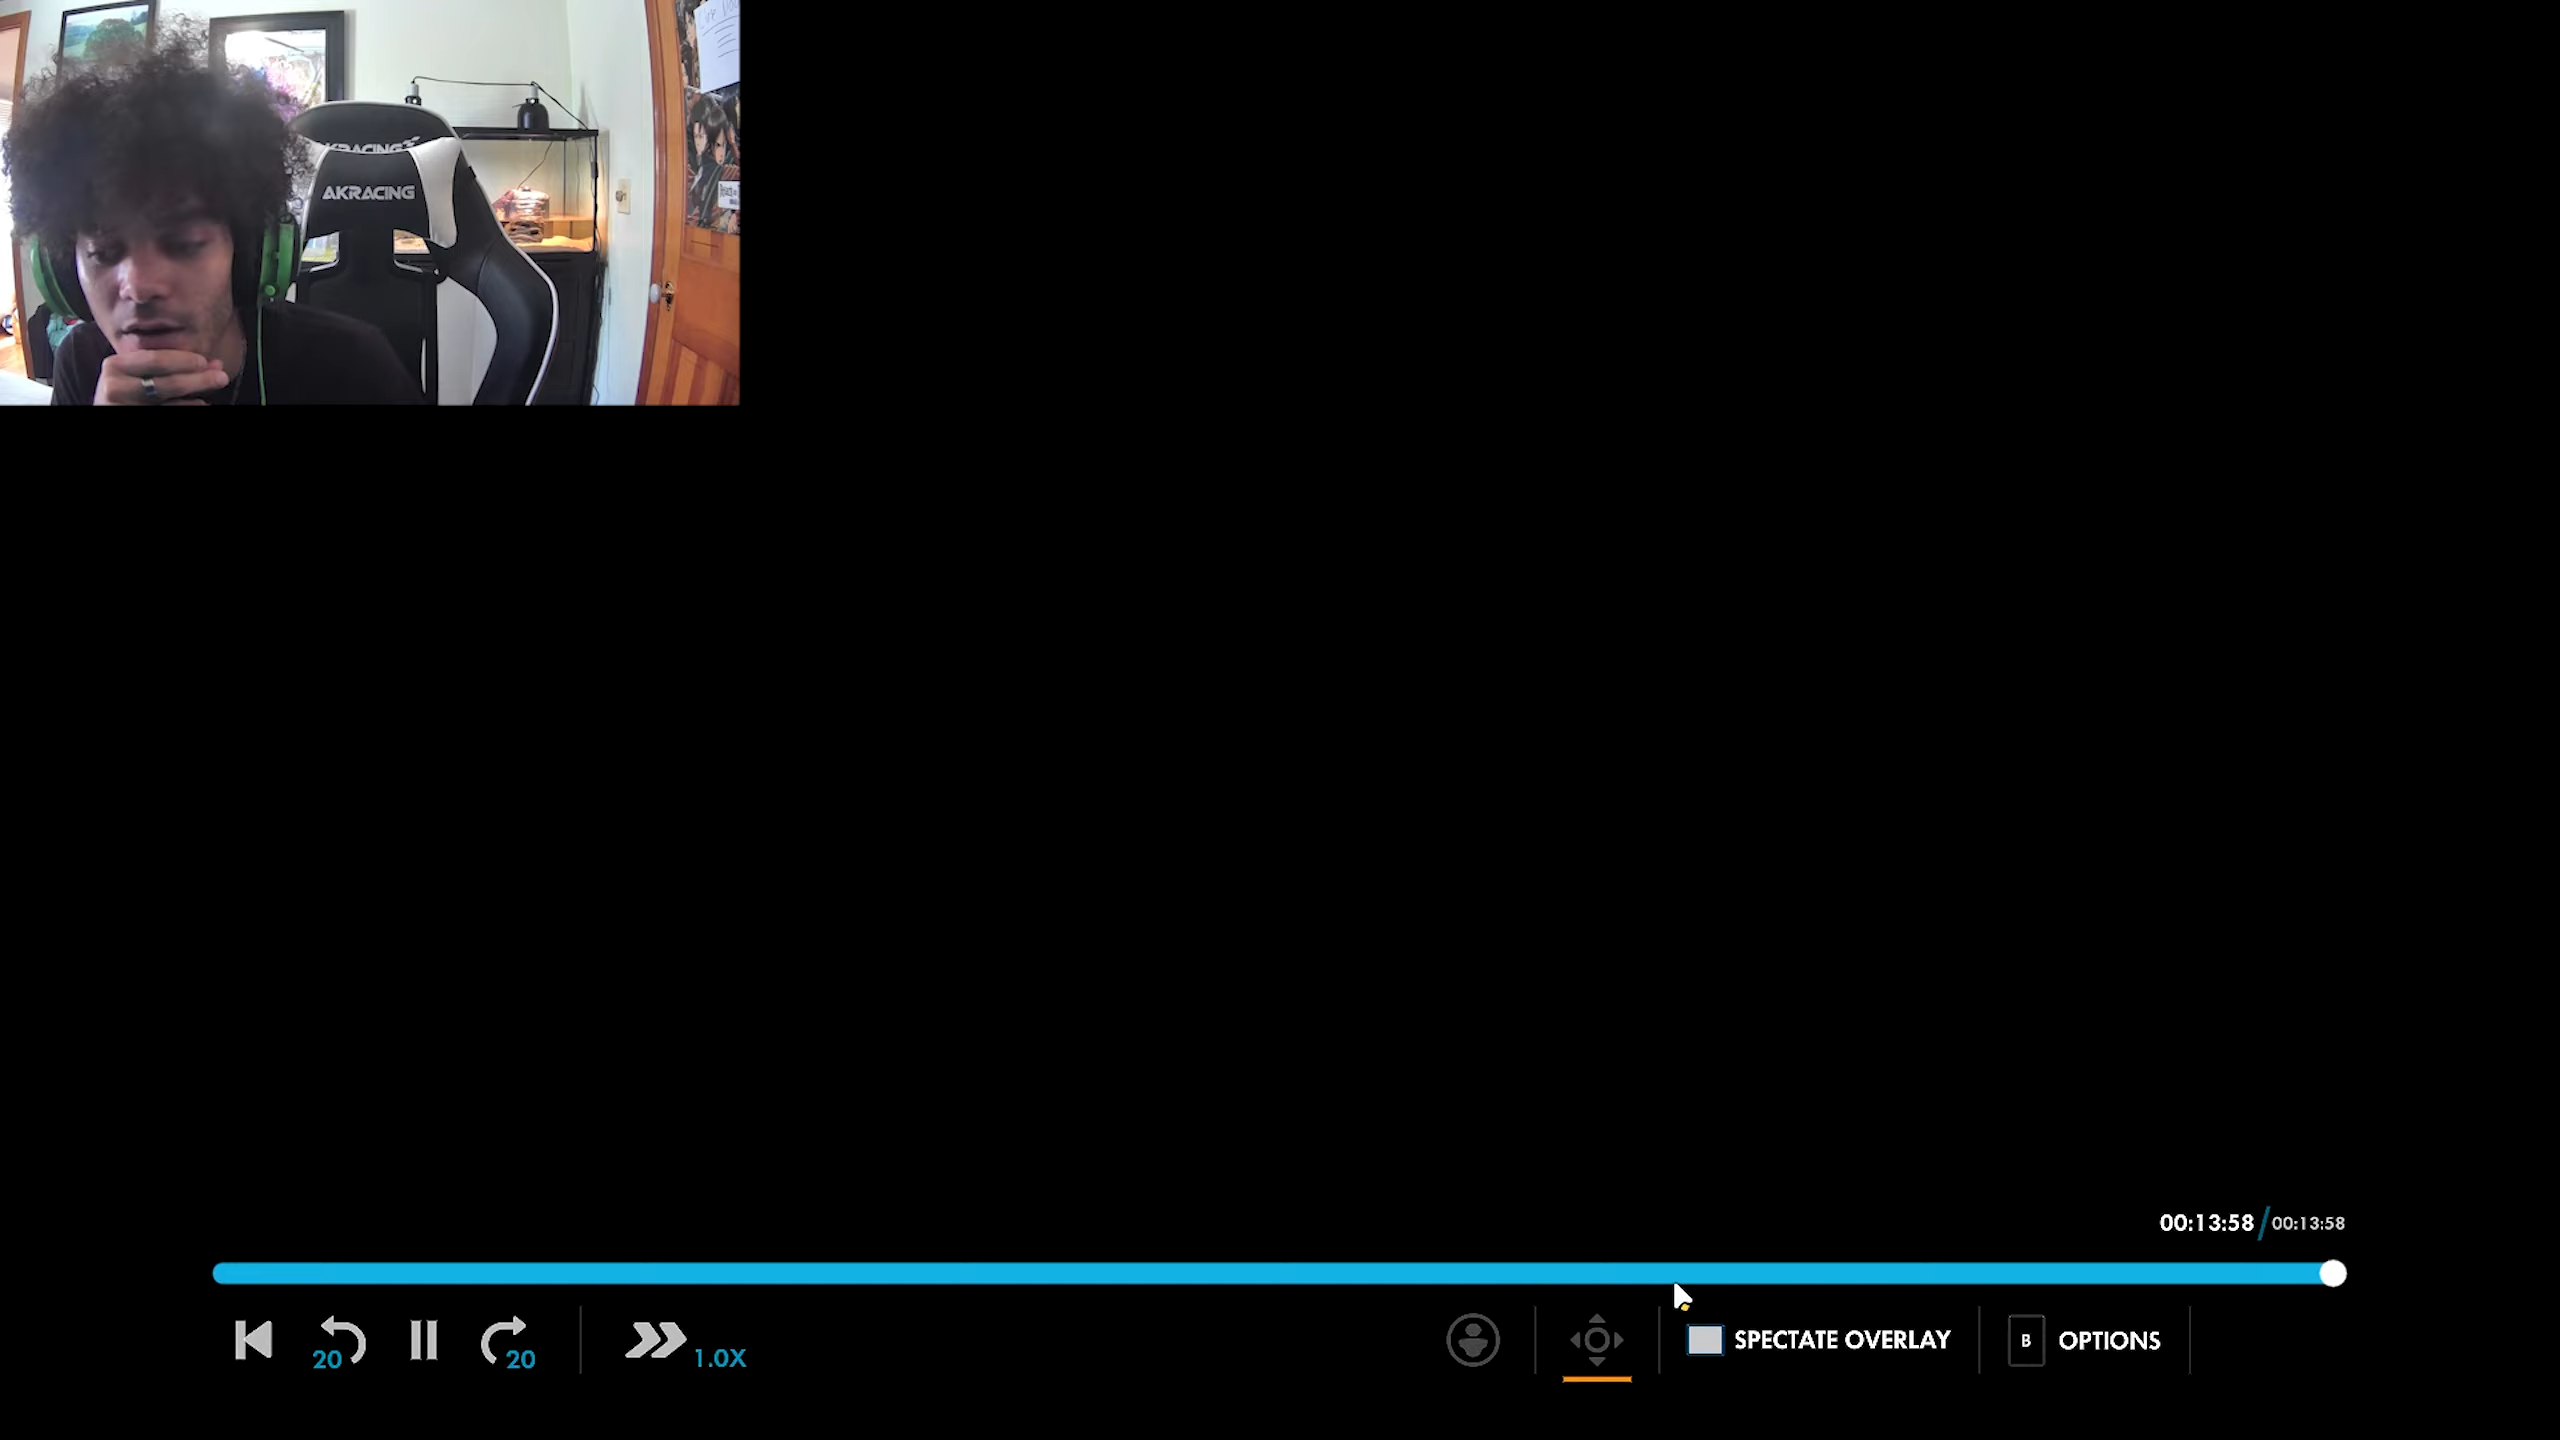 AKRACING
AKRACING
00:13:58/00:13:58
20
20
1.0X
SPECTATE OVERLAY
B
OPTIONS